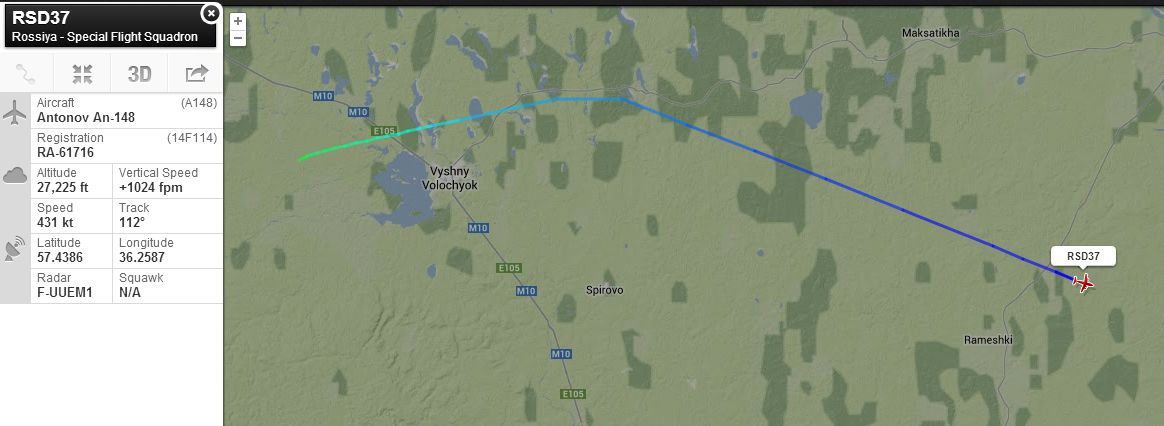 RSD37
Rossiya - Special Flight Squadron
3D
Aircraft (A148)
Antonov An-148
Registration (14F114)
RA-61716
Altitude Vertical Speed
27,225 ft +1024 fpm
Speed Track
431 kt 112°
Latitude Longitude
57.4386 36.2587
Radar Squawk
F-UUEM1 N/A
+
−
Maksatikha
M10
M10
E105
Vyshny
Volochyok
M10
E105
RSD37
M10
Spirovo
Rameshki
M10
E105